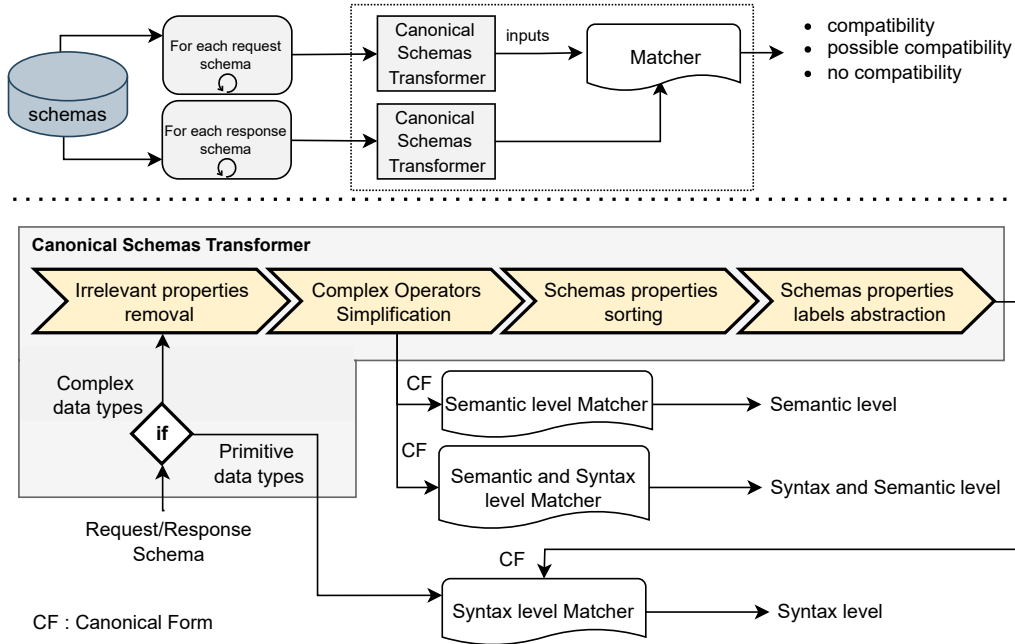 schemas
For each request
schema
For each response
schema
Canonical
Schemas
Transformer
inputs
Canonical
Schemas
Transformer
Matcher
• compatibility
• possible compatibility
• no compatibility
Canonical Schemas Transformer
Irrelevant properties
removal
Complex Operators
Simplification
Schemas properties
sorting
Schemas properties
labels abstraction
Complex
data types
if
Primitive
data types
Request/Response
Schema
CF
Semantic level Matcher
Semantic level
CF
Semantic and Syntax
level Matcher
Syntax and Semantic level
CF
Syntax level Matcher
Syntax level
CF : Canonical Form